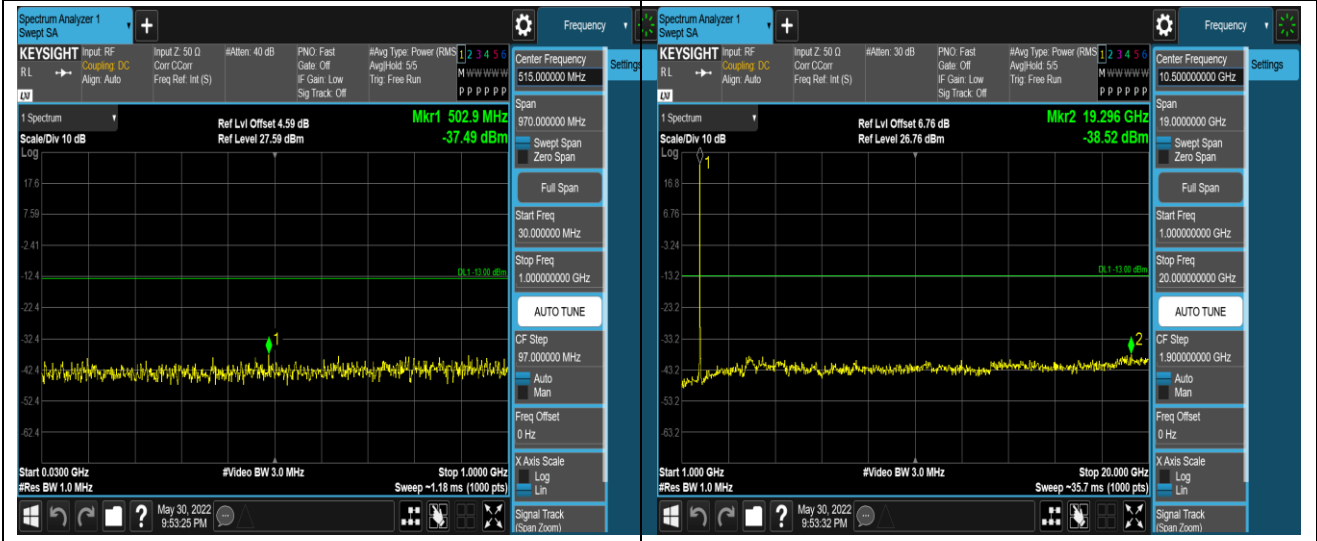 Spectrum Analyzer 1
Swept SA
+
Frequency
KEYSIGHT
RL
LXI
Input: RF
Coupling: DC
Align: Auto
Input Z: 50 Ω
Corr CCorr
Freq Ref: Int (S)
#Atten: 40 dB
PNO: Fast
Gate: Off
IF Gain: Low
Sig Track: Off
#Avg Type: Power (RMS
Avg|Hold: 5/5
Trig: Free Run
1 2 3 4 5 6
M W W W W W
P P P P P P
Center Frequency
515.000000 MHz
Settings
Span
970.000000 MHz
Swept Span
Zero Span
Full Span
Start Freq
30.000000 MHz
Stop Freq
1.000000000 GHz
AUTO TUNE
CF Step
97.000000 MHz
Auto
Man
Freq Offset
0 Hz
X Axis Scale
Log
Lin
Signal Track
(Span Zoom)
1 Spectrum
Scale/Div 10 dB
Log
Ref Lvl Offset 4.59 dB
Ref Level 27.59 dBm
Mkr1 502.9 MHz
-37.49 dBm
17.6
7.59
-2.41
-12.4
DL1 -13.00 dBm
-22.4
-32.4
1
-42.4
-52.4
-62.4
Start 0.0300 GHz
#Video BW 3.0 MHz
Stop 1.0000 GHz
#Res BW 1.0 MHz
Sweep ~1.18 ms (1000 pts)
?
May 30, 2022
9:53:25 PM
Spectrum Analyzer 1
Swept SA
+
Frequency
KEYSIGHT
RL
LXI
Input: RF
Coupling: DC
Align: Auto
Input Z: 50 Ω
Corr CCorr
Freq Ref: Int (S)
#Atten: 30 dB
PNO: Fast
Gate: Off
IF Gain: Low
Sig Track: Off
#Avg Type: Power (RMS
Avg|Hold: 5/5
Trig: Free Run
1 2 3 4 5 6
M W W W W W
P P P P P P
Center Frequency
10.500000000 GHz
Settings
Span
19.0000000 GHz
Swept Span
Zero Span
Full Span
Start Freq
1.000000000 GHz
Stop Freq
20.000000000 GHz
AUTO TUNE
CF Step
1.900000000 GHz
Auto
Man
Freq Offset
0 Hz
X Axis Scale
Log
Lin
Signal Track
(Span Zoom)
1 Spectrum
Scale/Div 10 dB
Log
Ref Lvl Offset 6.76 dB
Ref Level 26.76 dBm
Mkr2 19.296 GHz
-38.52 dBm
1
16.8
6.76
-3.24
-13.2
DL1 -13.00 dBm
-23.2
-33.2
2
-43.2
-53.2
-63.2
Start 1.000 GHz
#Video BW 3.0 MHz
Stop 20.000 GHz
#Res BW 1.0 MHz
Sweep ~35.7 ms (1000 pts)
?
May 30, 2022
9:53:32 PM